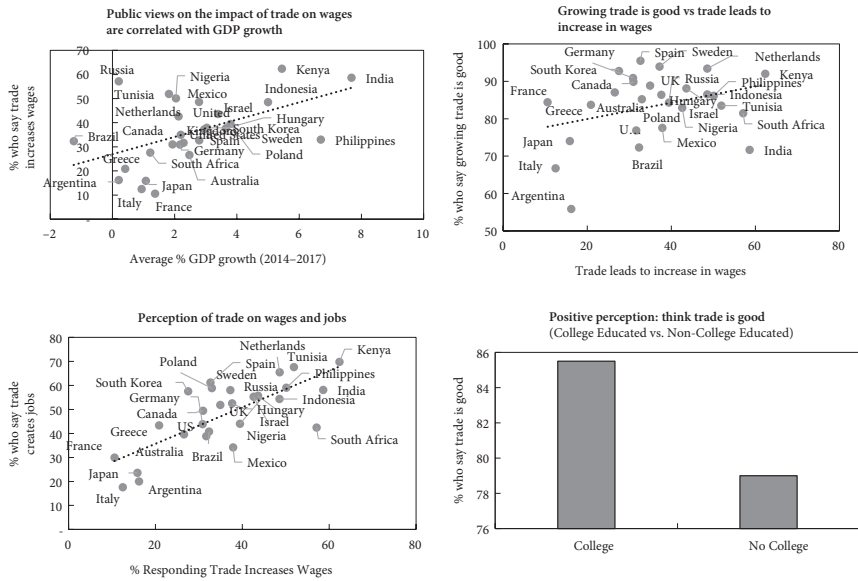 Public views on the impact of trade on wages
are correlated with GDP growth
% who say trade
increases wages
70
60
50
40
30
20
10
-
Russia
Tunisia
Netherlands
Canada
Brazil
Greece
Argentina
Italy
Japan
France
Nigeria
Mexico
United
Kingdom
United States
Spain
Germany
South Africa
Australia
Israel
South Korea
Sweden
Poland
Hungary
Indonesia
Kenya
India
Philippines
−2
0
2
4
6
8
10
Average % GDP growth (2014–2017)
Growing trade is good vs trade leads to
increase in wages
% who say growing trade is good
100
90
80
70
60
50
Germany
South Korea
Canada
France
Greece
Australia
Japan
Italy
Argentina
U.S.
Brazil
Spain
Sweden
UK
Russia
Hungary
Poland
Mexico
Israel
Nigeria
Netherlands
Philippines
Indonesia
Tunisia
Kenya
South Africa
India
0
20
40
60
80
Trade leads to increase in wages
Perception of trade on wages and jobs
% who say trade
creates jobs
80
70
60
50
40
30
20
10
-
Netherlands
Poland
Sweden
Spain
Tunisia
Kenya
South Korea
Germany
Canada
Greece
US
UK
Russia
Hungary
Israel
Philippines
India
Indonesia
France
Australia
Brazil
Nigeria
Mexico
South Africa
Japan
Italy
Argentina
0
20
40
60
80
100
% Responding Trade Increases Wages
Positive perception: think trade is good
(College Educated vs. Non-College Educated)
% who say trade is good
86
84
82
80
78
76
College
No College